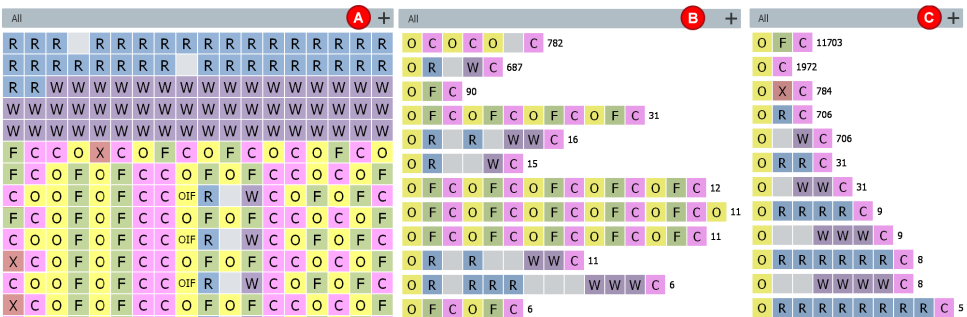 All A +
R R R R R R R R R R R R R R R R R
R R R R R R R R R R R R R R R R R
R R W W W W W W W W W W W W W W W W
W W W W W W W W W W W W W W W W W W
W W W W W W W W W W W W W W W W W W
F C C O X C O F C O F C O C O F C O
F C O F O F C C O F O F C C O C O F
C O O F O F C C OIF R W C O F O F C
F C O F O F C C O F O F C C O C O F
C O O F O F C C OIF R W C O F O F C
X C O F O F C C O F O F C C O C O F
C O O F O F C C OIF R W C O F O F C
X C O F O F C C O F O F C C O C O F
All B +
O C O C O C 782
O R W C 687
O F C 90
O F C O F C O F C O F C 31
O R R W W C 16
O R W C 15
O F C O F C O F C O F C O F C 12
O F C O F C O F C O F C O F C O 11
O F C O F C O F C O F C O F C 11
O R R W W C 11
O R R R R W W W C 6
O F C O F C 6
All C +
O F C 11703
O C 1972
O X C 784
O R C 706
O W C 706
O R R C 31
O W W C 31
O R R R R C 9
O W W W C 9
O R R R R R R C 8
O W W W W C 8
O R R R R R R R R C 5